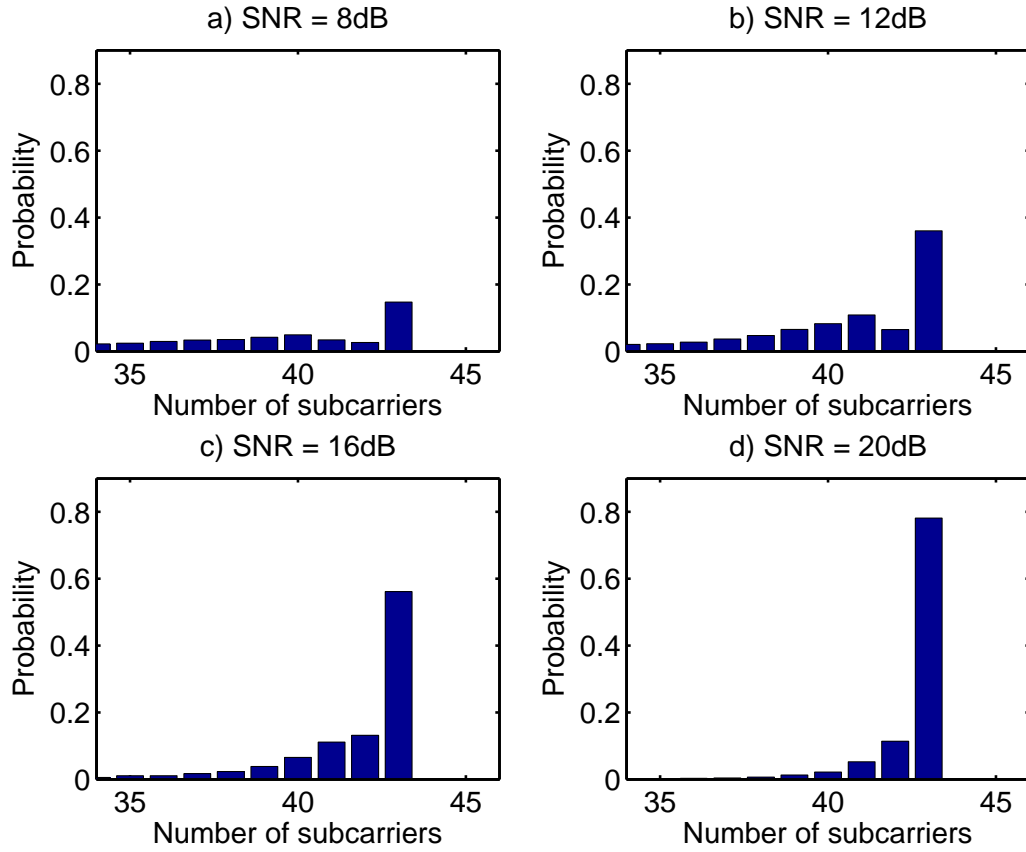 a) SNR = 8dB
Probability
0.8
0.6
0.4
0.2
0
35
40
45
Number of subcarriers
b) SNR = 12dB
Probability
0.8
0.6
0.4
0.2
0
35
40
45
Number of subcarriers
c) SNR = 16dB
Probability
0.8
0.6
0.4
0.2
0
35
40
45
Number of subcarriers
d) SNR = 20dB
Probability
0.8
0.6
0.4
0.2
0
35
40
45
Number of subcarriers